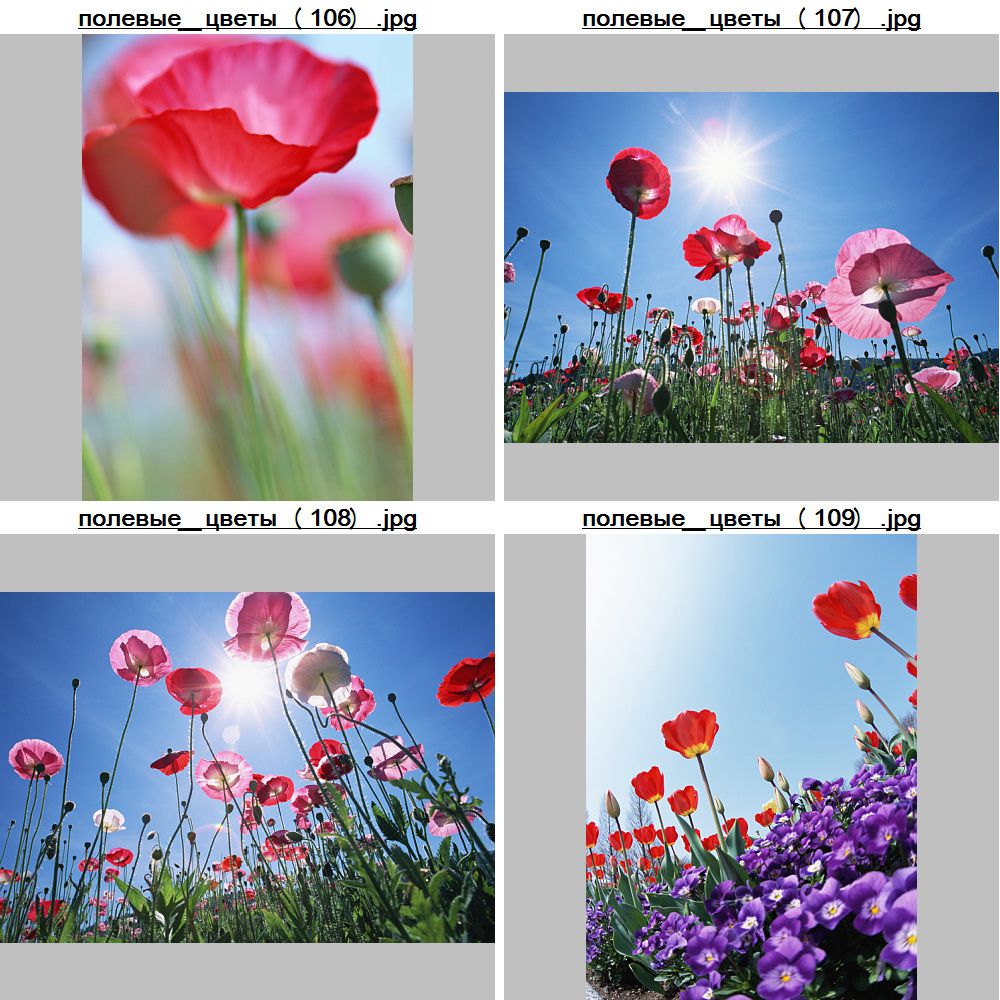 полевые__цветы ( 106) .jpg
полевые__цветы ( 107) .jpg
полевые__цветы ( 108) .jpg
полевые__цветы ( 109) .jpg